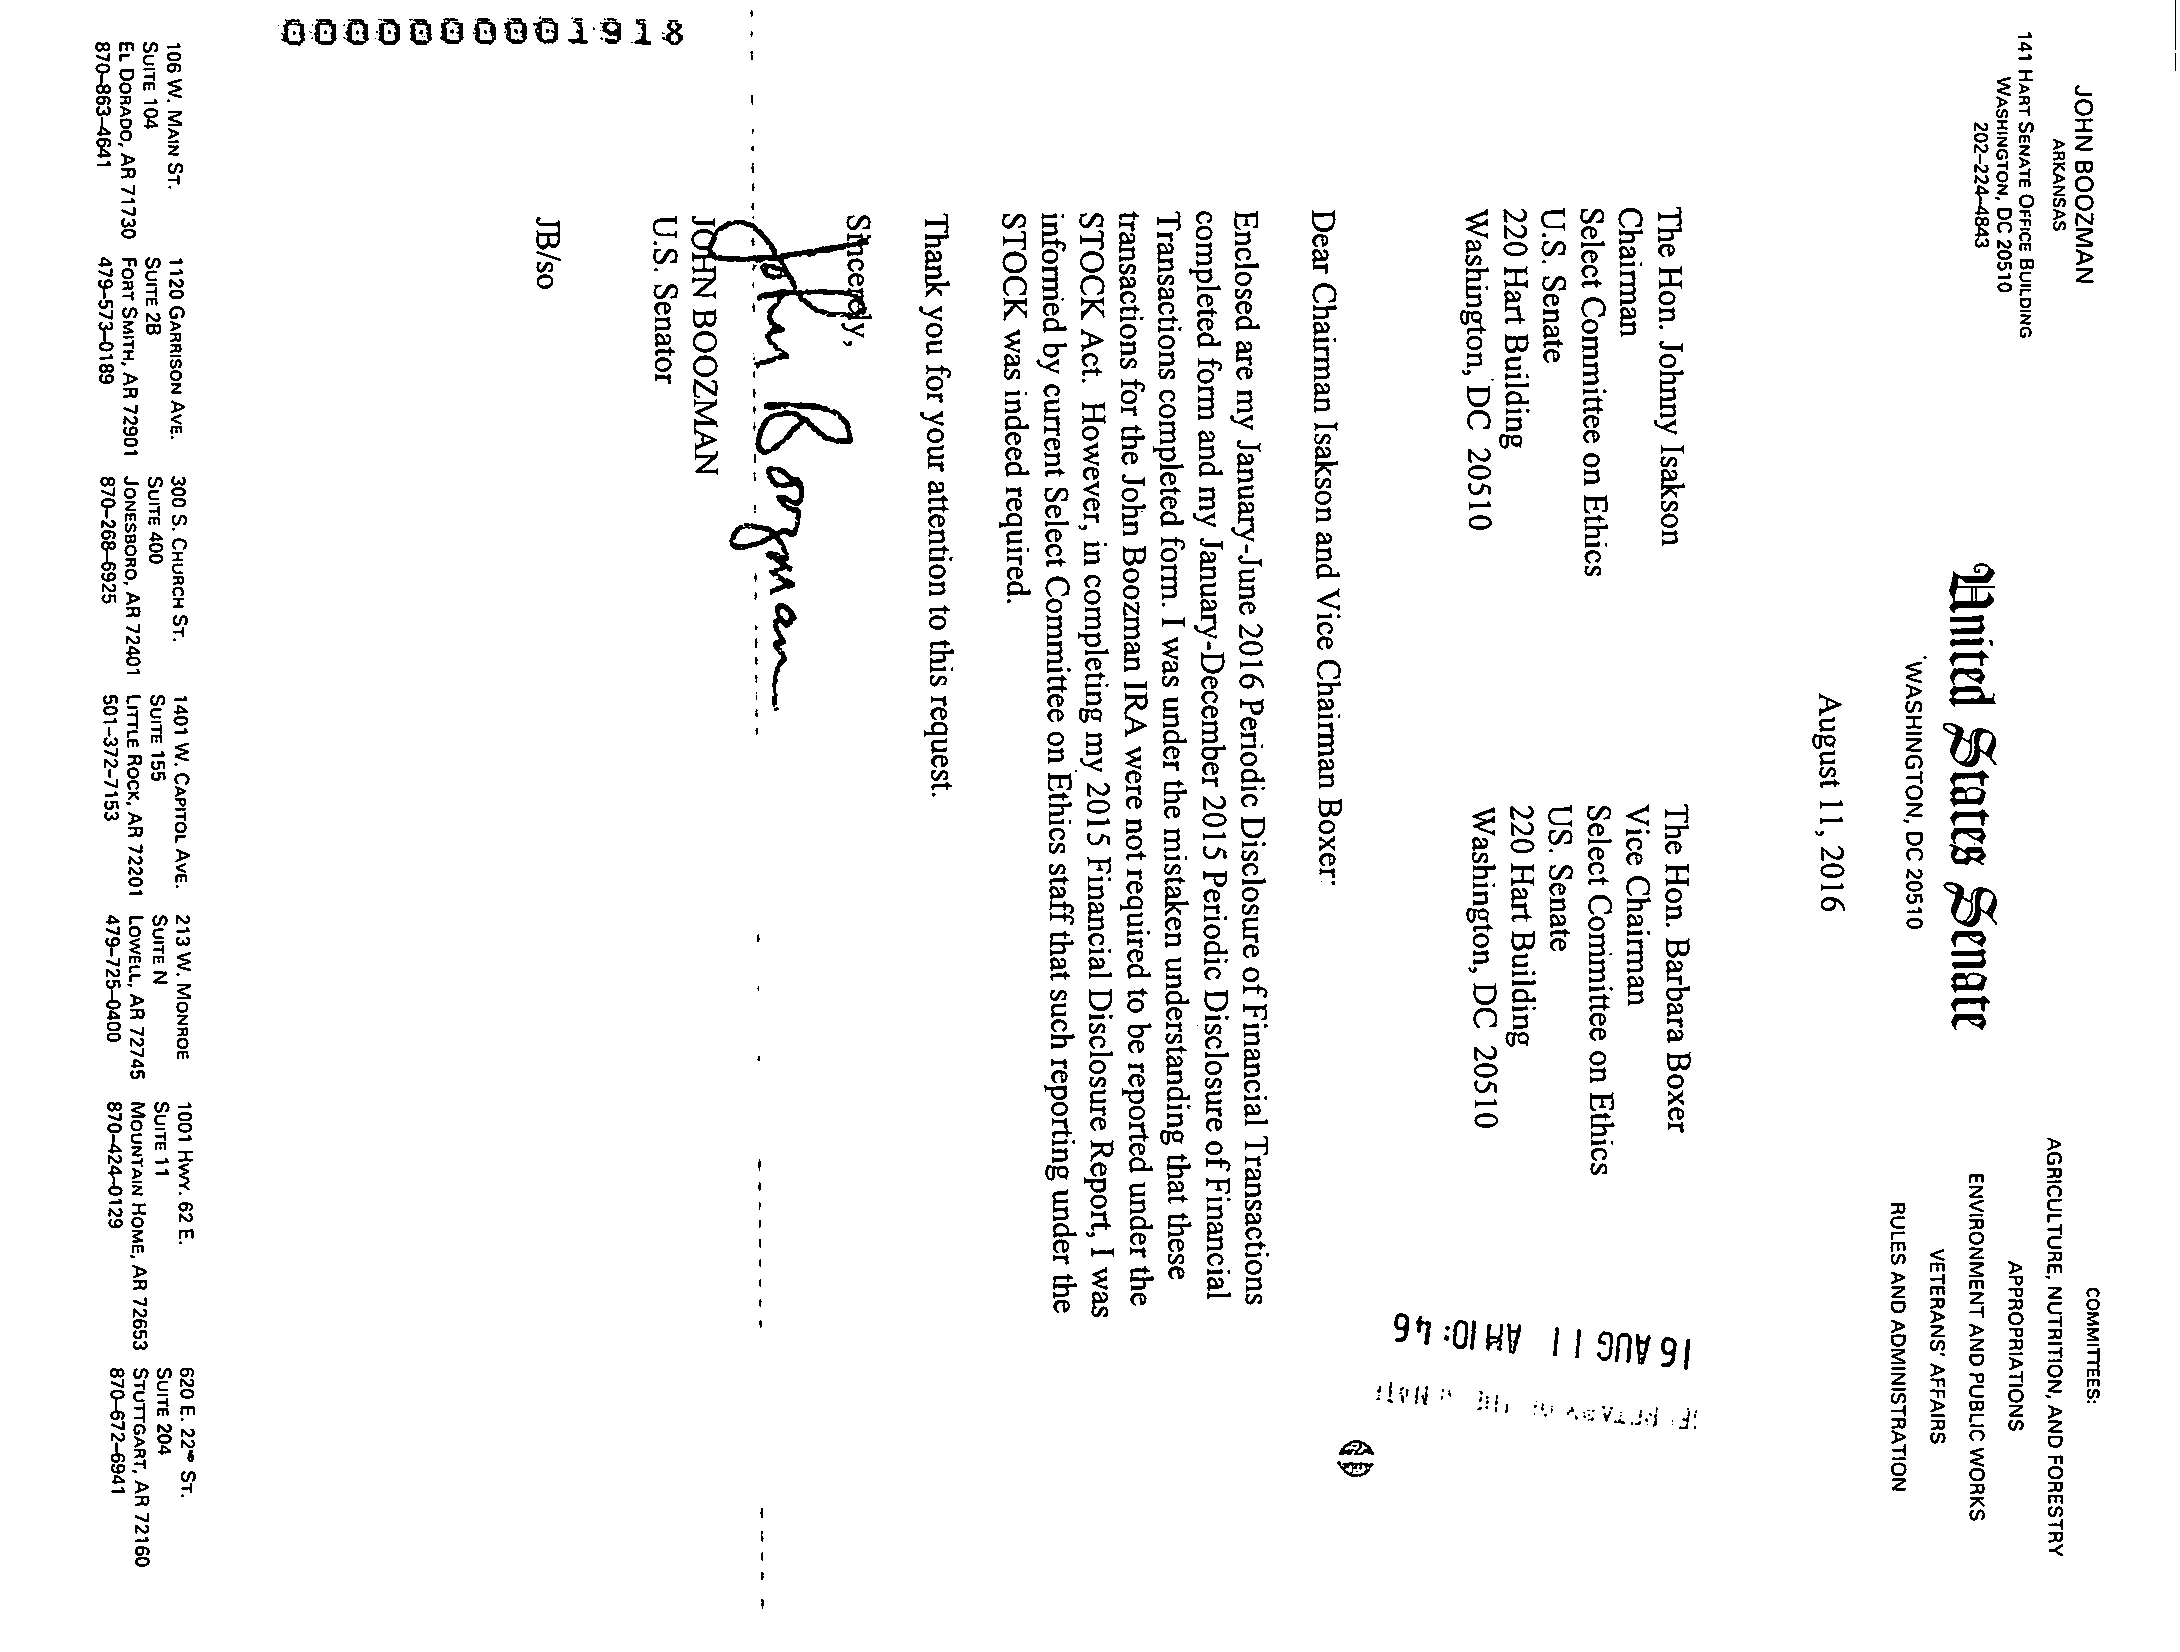 JOHN BOOZMAN
ARKANSAS
141 HART SENATE OFFICE BUILDING
WASHINGTON, DC 20510
202–224–4843
United States Senate
WASHINGTON, DC 20510
COMMITTEES:
AGRICULTURE, NUTRITION, AND FORESTRY
APPROPRIATIONS
ENVIRONMENT AND PUBLIC WORKS
VETERANS' AFFAIRS
RULES AND ADMINISTRATION
August 11, 2016
The Hon. Johnny Isakson
Chairman
Select Committee on Ethics
U.S. Senate
220 Hart Building
Washington, DC 20510
The Hon. Barbara Boxer
Vice Chairman
Select Committee on Ethics
US. Senate
220 Hart Building
Washington, DC 20510
16 AUG 11 AM 10: 46
Dear Chairman Isakson and Vice Chairman Boxer:
Enclosed are my January-June 2016 Periodic Disclosure of Financial Transactions
completed form and my January-December 2015 Periodic Disclosure of Financial
Transactions completed form. I was under the mistaken understanding that these
transactions for the John Boozman IRA were not required to be reported under the
STOCK Act. However, in completing my 2015 Financial Disclosure Report, I was
informed by current Select Committee on Ethics staff that such reporting under the
STOCK was indeed required.
Thank you for your attention to this request.
Sincerely,
John Boozman
JOHN BOOZMAN
U.S. Senator
JB/so
000000001918
106 W. MAIN ST.
SUITE 104
EL DORADO, AR 71730
870–863–4641
1120 GARRISON AVE.
SUITE 2B
FORT SMITH, AR 72901
479–573–0189
300 S. CHURCH ST.
SUITE 400
JONESBORO, AR 72401
870–268–6925
1401 W. CAPITOL AVE.
SUITE 155
LITTLE ROCK, AR 72201
501–372–7153
213 W. MONROE
SUITE N
LOWELL, AR 72745
479–725–0400
1001 HWY. 62 E.
SUITE 11
MOUNTAIN HOME, AR 72653
870–424–0129
620 E. 22ND ST.
SUITE 204
STUTTGART, AR 72160
870–672–6941